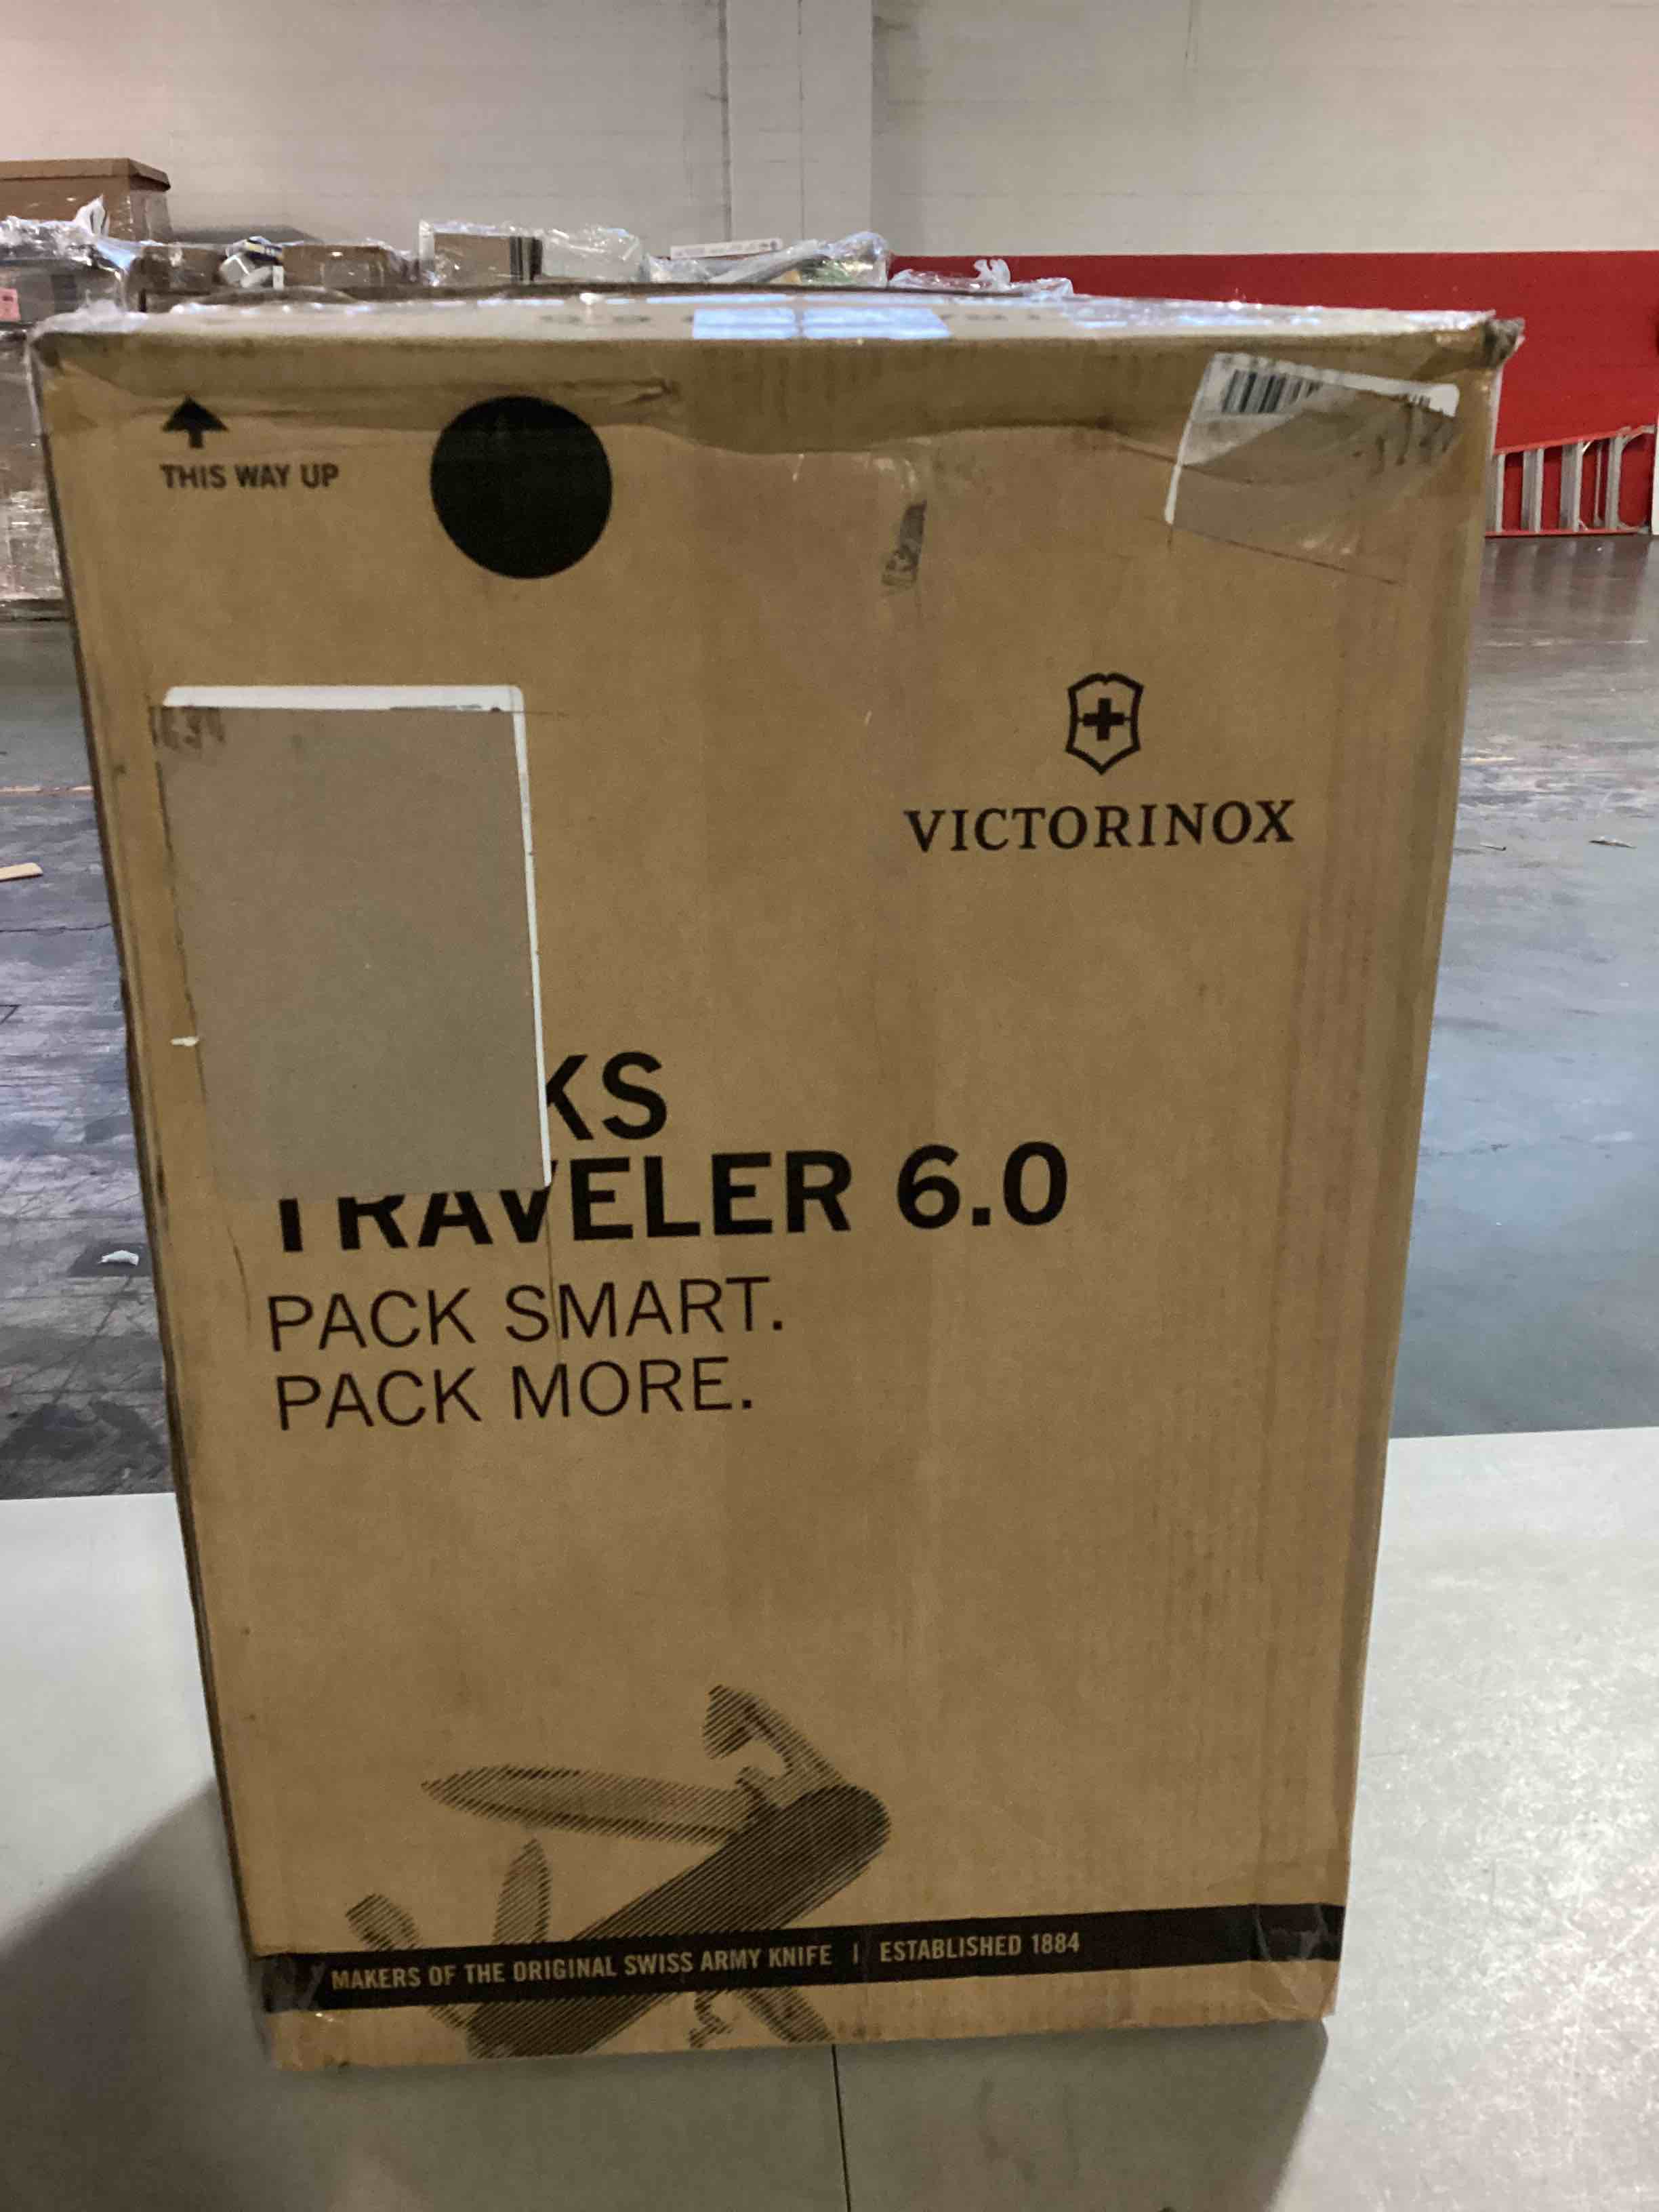 THIS WAY UP
VICTORINOX
KS
TRAVELER 6.0
PACK SMART.
PACK MORE.
MAKERS OF THE ORIGINAL SWISS ARMY KNIFE | ESTABLISHED 1884